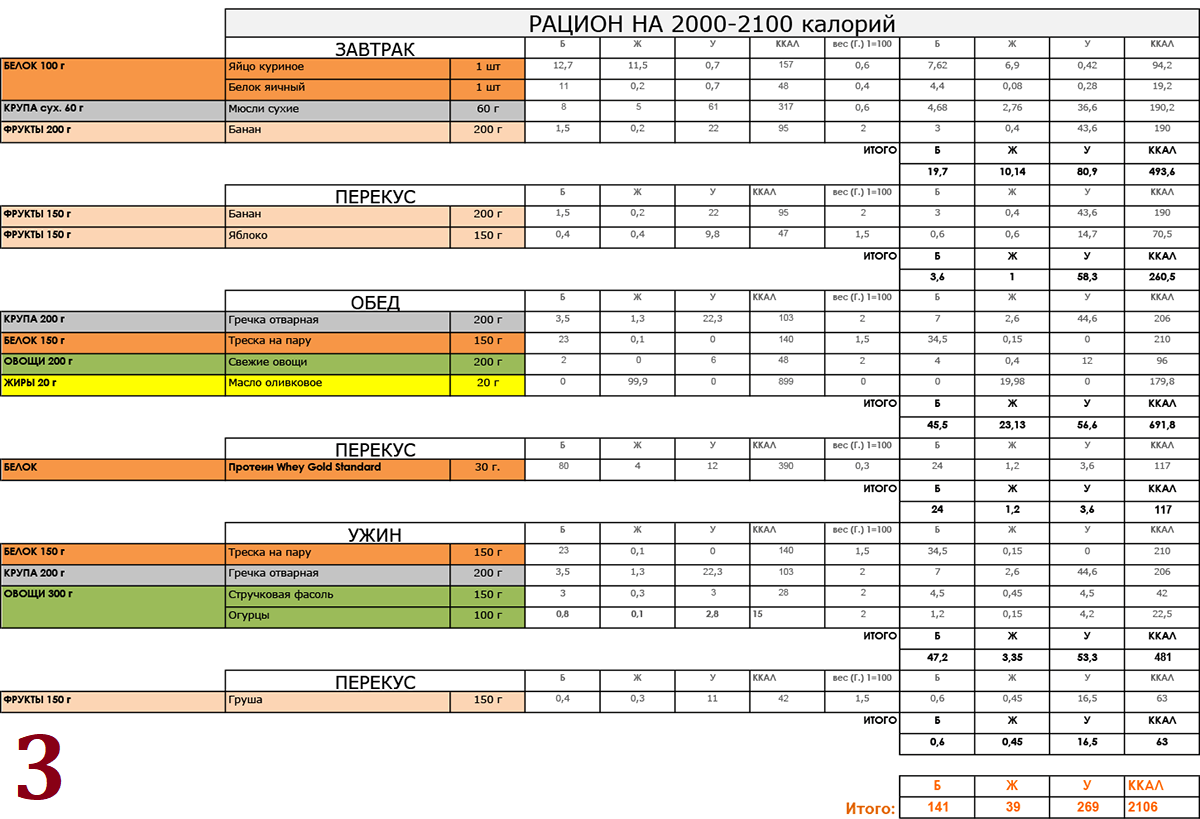 РАЦИОН НА 2000-2100 калорий
ЗАВТРАК Б Ж У ККАЛ вес (Г.) 1=100 Б Ж У ККАЛ
БЕЛОК 100 г Яйцо куриное 1 шт 12,7 11,5 0,7 157 0,6 7,62 6,9 0,42 94,2
Белок яичный 1 шт 11 0,2 0,7 48 0,4 4,4 0,08 0,28 19,2
КРУПА сух. 60 г Мюсли сухие 60 г 8 5 61 317 0,6 4,68 2,76 36,6 190,2
ФРУКТЫ 200 г Банан 200 г 1,5 0,2 22 95 2 3 0,4 43,6 190
ИТОГО Б Ж У ККАЛ
19,7 10,14 80,9 493,6
ПЕРЕКУС Б Ж У ККАЛ вес (Г.) 1=100 Б Ж У ККАЛ
ФРУКТЫ 150 г Банан 200 г 1,5 0,2 22 95 2 3 0,4 43,6 190
ФРУКТЫ 150 г Яблоко 150 г 0,4 0,4 9,8 47 1,5 0,6 0,6 14,7 70,5
ИТОГО Б Ж У ККАЛ
3,6 1 58,3 260,5
ОБЕД Б Ж У ККАЛ вес (Г.) 1=100 Б Ж У ККАЛ
КРУПА 200 г Гречка отварная 200 г 3,5 1,3 22,3 103 2 7 2,6 44,6 206
БЕЛОК 150 г Треска на пару 150 г 23 0,1 0 140 1,5 34,5 0,15 0 210
ОВОЩИ 200 г Свежие овощи 200 г 2 0 6 48 2 4 0,4 12 96
ЖИРЫ 20 г Масло оливковое 20 г 0 99,9 0 899 0 0 19,98 0 179,8
ИТОГО Б Ж У ККАЛ
45,5 23,13 56,6 691,8
ПЕРЕКУС Б Ж У ККАЛ вес (Г.) 1=100 Б Ж У ККАЛ
БЕЛОК Протеин Whey Gold Standard 30 г. 80 4 12 390 0,3 24 1,2 3,6 117
ИТОГО Б Ж У ККАЛ
24 1,2 3,6 117
УЖИН Б Ж У ККАЛ вес (Г.) 1=100 Б Ж У ККАЛ
БЕЛОК 150 г Треска на пару 150 г 23 0,1 0 140 1,5 34,5 0,15 0 210
КРУПА 200 г Гречка отварная 200 г 3,5 1,3 22,3 103 2 7 2,6 44,6 206
ОВОЩИ 300 г Стручковая фасоль 150 г 3 0,3 3 28 2 4,5 0,45 4,5 42
Огурцы 100 г 0,8 0,1 2,8 15 2 1,2 0,15 4,2 22,5
ИТОГО Б Ж У ККАЛ
47,2 3,35 53,3 481
ПЕРЕКУС Б Ж У ККАЛ вес (Г.) 1=100 Б Ж У ККАЛ
ФРУКТЫ 150 г Груша 150 г 0,4 0,3 11 42 1,5 0,6 0,45 16,5 63
ИТОГО Б Ж У ККАЛ
0,6 0,45 16,5 63
3
Б Ж У ККАЛ
Итого: 141 39 269 2106